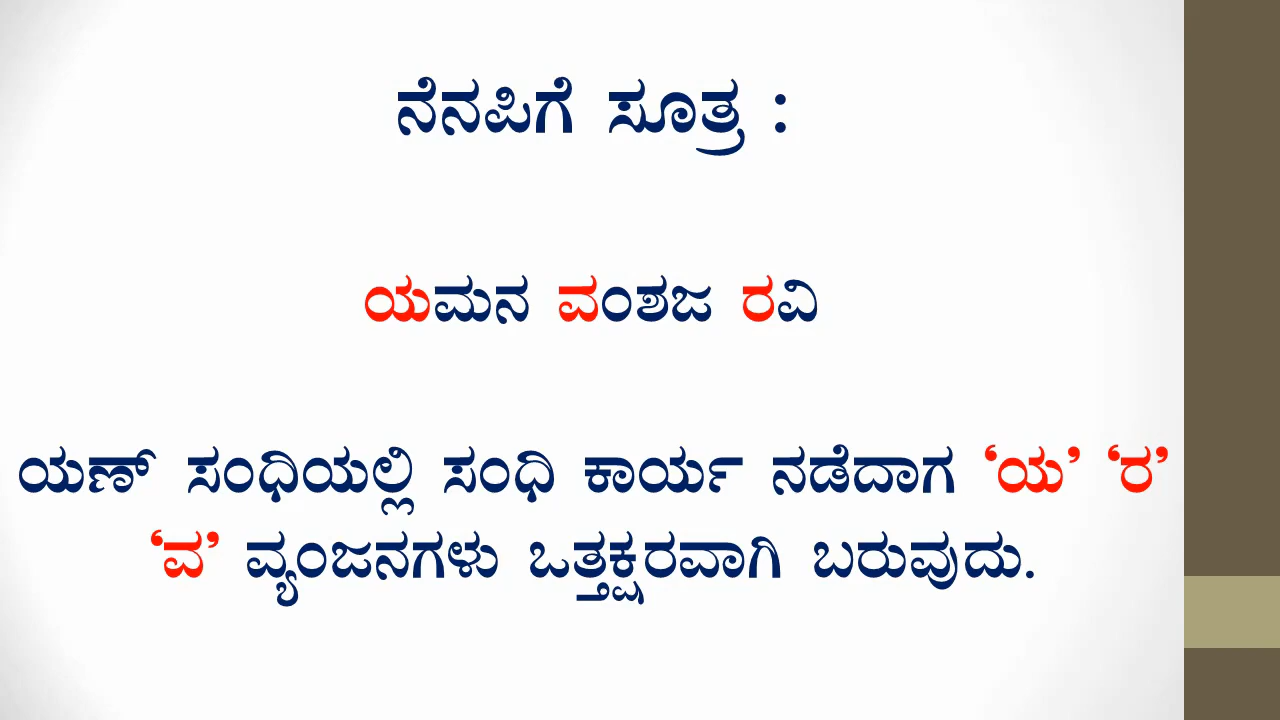 ನೆನಪಿಗೆ ಸೂತ್ರ :
ಯಮನ ವಂಶಜ ರವಿ
ಯಣ್ ಸಂಧಿಯಲ್ಲಿ ಸಂಧಿ ಕಾರ್ಯ ನಡೆದಾಗ ‘ಯ’ ‘ರ’
‘ವ’ ವ್ಯಂಜನಗಳು ಒತ್ತಕ್ಷರವಾಗಿ ಬರುವುದು.